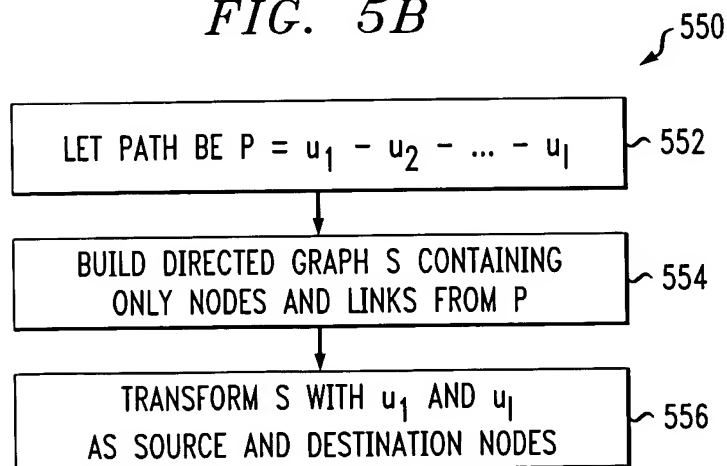 FIG. 5B
550
LET PATH BE P = u₁ - u₂ - ... - uₗ
552
BUILD DIRECTED GRAPH S CONTAINING
ONLY NODES AND LINKS FROM P
554
TRANSFORM S WITH u₁ AND uₗ
AS SOURCE AND DESTINATION NODES
556